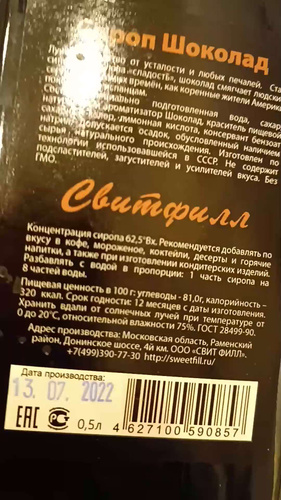 роп Шоколад
от усталости и любых печалей.
"сладость", шоколад смягчает людски
времён, как коренные жители Америки
испанцам.
подготовленная вода, сахар
ароматизатор Шоколад, краситель пищевой
лимонная кислота, консервант бензоат
допускается осадок, обусловленный наличием
сырья натурального происхождения. Изготовлен по
технологии использовавшейся в СССР. Не содержит
подсластителей, загустителей и усилителей вкуса. Без
ГМО.
Свитфилл
Концентрация сиропа 62,5°Вх. Рекомендуется добавлять по
вкусу в кофе, мороженое, коктейли, десерты и горячие
напитки, а также при изготовлении кондитерских изделий.
Разбавлять с водой в пропорции: 1 часть сиропа на
8 частей воды.
Пищевая ценность в 100 г: углеводы - 81,0г, калорийность –
320 ккал. Срок годности: 12 месяцев с даты изготовления.
Хранить вдали от солнечных лучей при температуре от
0 до 20°С, относительной влажности 75%. ГОСТ 28499-90.
Адрес производства: Московская область, Раменский
район, Донинское шоссе, 4й км, ООО «СВИТ ФИЛЛ»
+7(499)390-77-30 http://sweetfill.ru/
Дата производства:
13.07.2022
EAC
0,5л
4 627100 590857